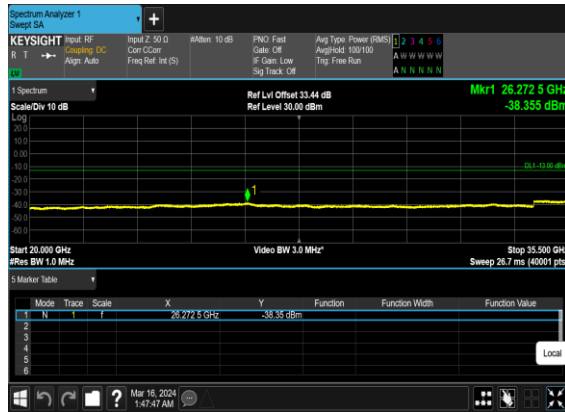 Spectrum Analyzer 1
Swept SA
+
KEYSIGHT Input: RF Input Z: 50 Ω #Atten: 10 dB PNO: Fast Avg Type: Power (RMS) 1 2 3 4 5 6
R T Coupling: DC Corr CCorr Gate: Off Avg|Hold: 100/100 A W W W W W
Align: Auto Freq Ref: Int (S) IF Gain: Low Trig: Free Run
LU Sig Track: Off A N N N N N
1 Spectrum Ref Lvl Offset 33.44 dB Mkr1 26.272 5 GHz
Scale/Div 10 dB Ref Level 30.00 dBm -38.355 dBm
Log
20.0
10.0
0.00
-10.0 DL1 -13.00 dBm
-20.0
-30.0 1
-40.0
-50.0
-60.0
Start 20.000 GHz Video BW 3.0 MHz* Stop 35.500 GHz
#Res BW 1.0 MHz Sweep 26.7 ms (40001 pts)
5 Marker Table
Mode Trace Scale X Y Function Function Width Function Value
1 N 1 f 26.272 5 GHz -38.35 dBm
2
3
4
5
6
Local
? Mar 16, 2024
1:47:47 AM